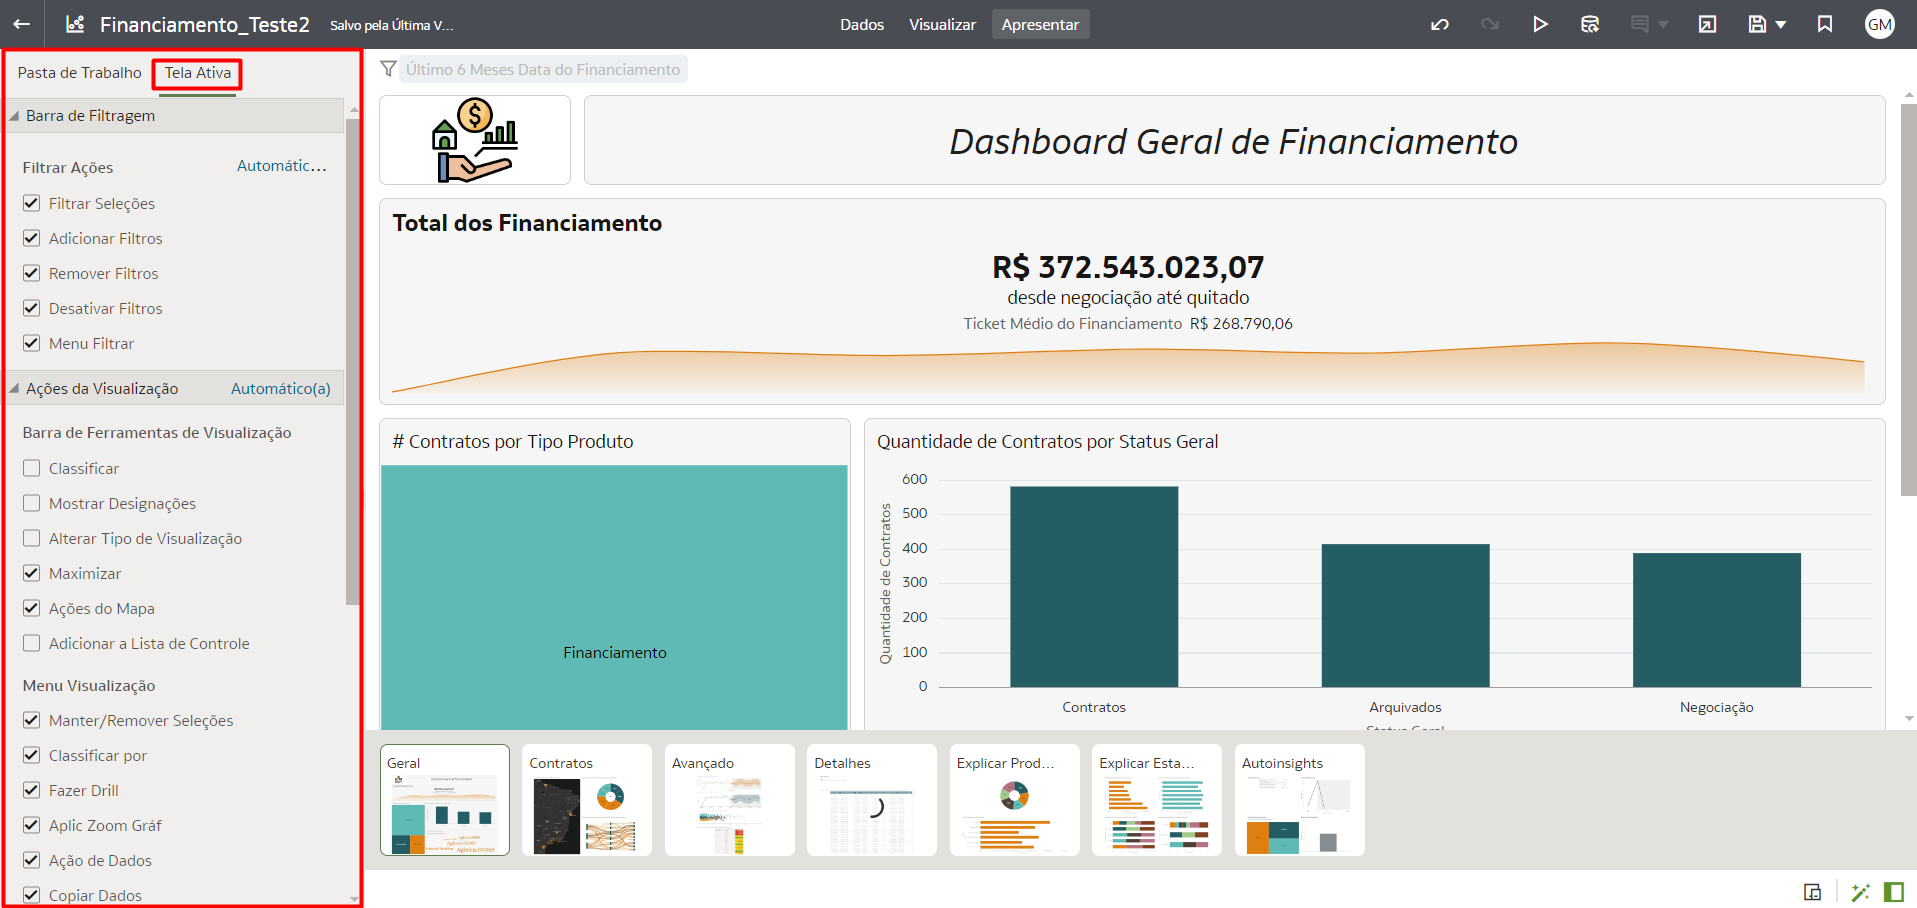 Financiamento_Teste2 Salvo pela Última V...
Dados Visualizar Apresentar
GM
Pasta de Trabalho Tela Ativa
Barra de Filtragem
Filtrar Ações Automátic...
Filtrar Seleções
Adicionar Filtros
Remover Filtros
Desativar Filtros
Menu Filtrar
Ações da Visualização Automático(a)
Barra de Ferramentas de Visualização
Classificar
Mostrar Designações
Alterar Tipo de Visualização
Maximizar
Ações do Mapa
Adicionar a Lista de Controle
Menu Visualização
Manter/Remover Seleções
Classificar por
Fazer Drill
Aplic Zoom Gráf
Ação de Dados
Copiar Dados
Último 6 Meses Data do Financiamento
Dashboard Geral de Financiamento
Total dos Financiamento
R$ 372.543.023,07
desde negociação até quitado
Ticket Médio do Financiamento R$ 268.790,06
# Contratos por Tipo Produto
Financiamento
Quantidade de Contratos por Status Geral
Quantidade de Contratos
600
500
400
300
200
100
0
Contratos Arquivados Negociação
Status Geral
Geral Contratos Avançado Detalhes Explicar Prod... Explicar Esta... Autoinsights